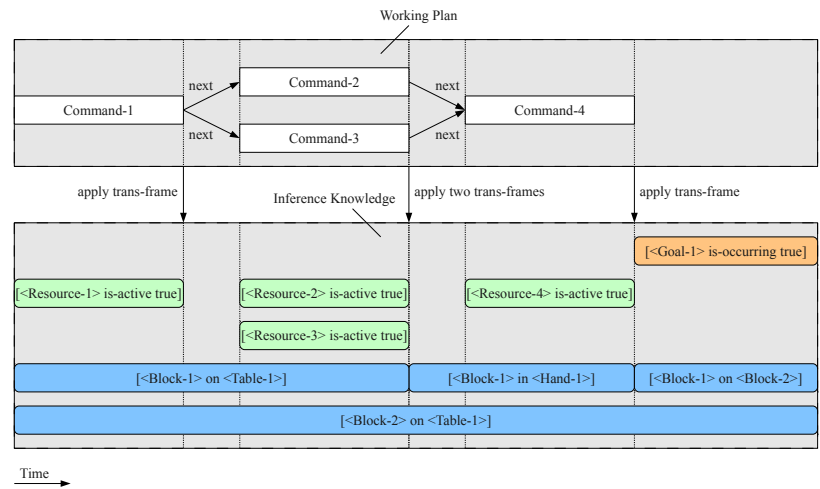 Working Plan
next
Command-2
next
Command-1
Command-4
next
Command-3
next
apply trans-frame
apply two trans-frames
apply trans-frame
Inference Knowledge
[<Goal-1> is-occurring true]
[<Resource-1> is-active true]
[<Resource-2> is-active true]
[<Resource-4> is-active true]
[<Resource-3> is-active true]
[<Block-1> on <Table-1>]
[<Block-1> in <Hand-1>]
[<Block-1> on <Block-2>]
[<Block-2> on <Table-1>]
Time